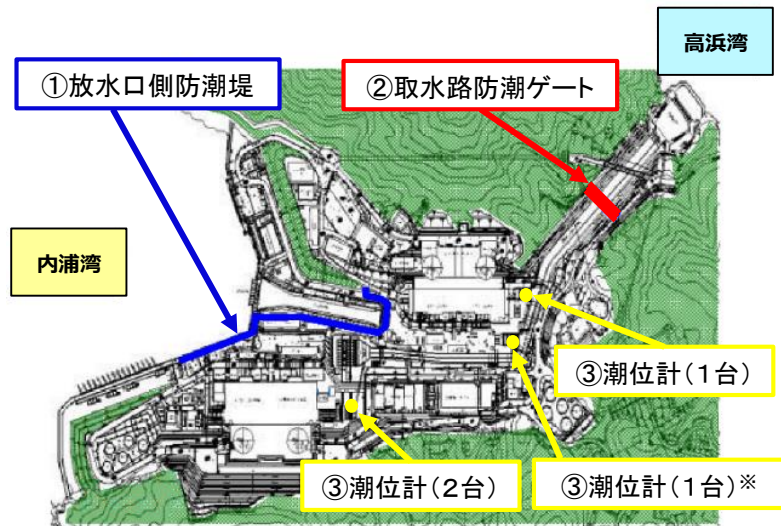 高浜湾
①放水口側防潮堤
②取水路防潮ゲート
内浦湾
③潮位計(1台)
③潮位計(2台)
③潮位計(1台)※